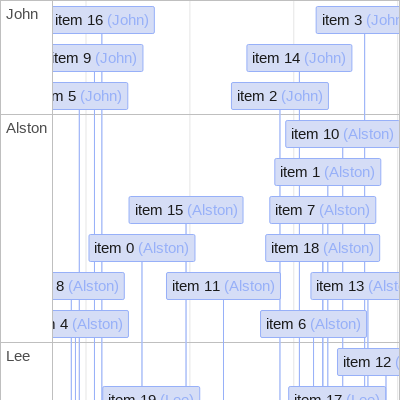 John
item 16 (John)
item 3 (John
item 9 (John)
item 14 (John)
5 (John)
item 2 (John)
Alston
item 10 (Alston)
item 1 (Alston)
item 15 (Alston)
item 7 (Alston)
item 0 (Alston)
item 18 (Alston)
8 (Alston)
item 11 (Alston)
item 13 (Alst
4 (Alston)
item 6 (Alston)
Lee
item 12 (
item 19 (Lee)
item 17 (Lee)